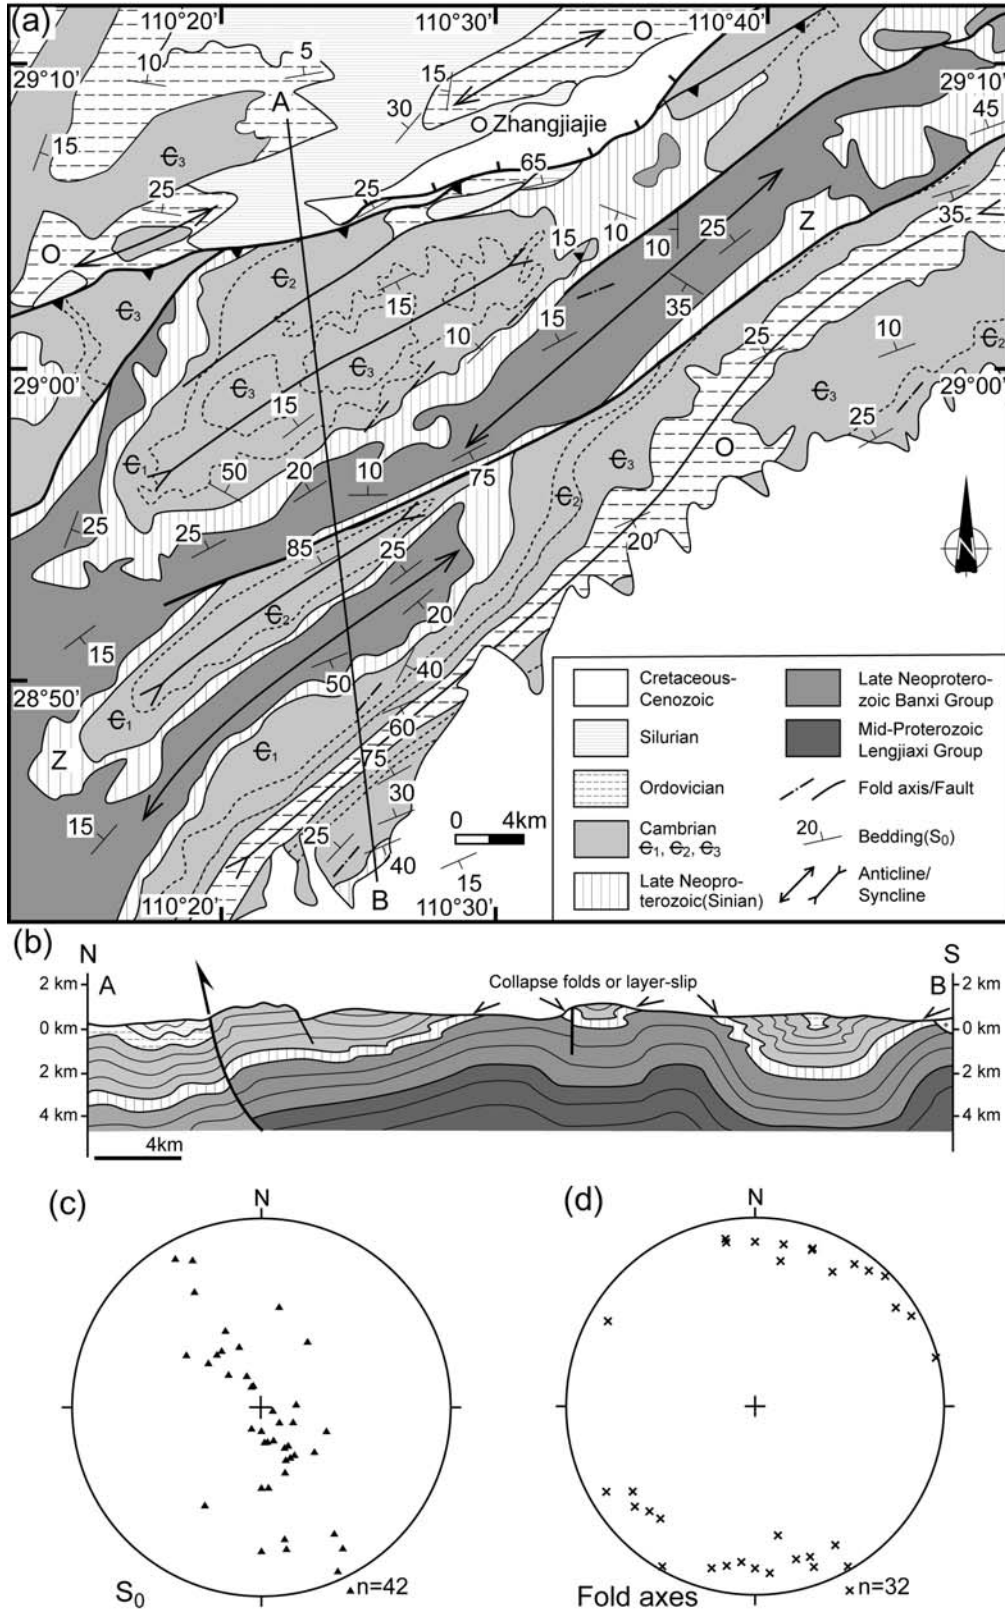 (a)
110°20'
110°30'
110°40'
29°10'
10
5
A
15
O
29°10'
30
O Zhangjiajie
45
15
Є3
25
25
65
35
O
Є3
Є2
15
10
10
25
Z
15
15
35
25
10
Є2
29°00'
10
Є3
Є3
29°00'
15
Є3
25
Є1
50
20
10
75
Є3
O
25
25
Є2
20
85
25
Є2
20
15
50
40
28°50'
Є1
Є1
60
Z
75
30
15
25
40
0 4km
15
B
110°20'
110°30'
Cretaceous-
Cenozoic
Silurian
Ordovician
Cambrian
Є1, Є2, Є3
Late Neopro-
terozoic(Sinian)
Late Neoprotero-
zoic Banxi Group
Mid-Proterozoic
Lengjiaxi Group
Fold axis/Fault
20
Bedding(S0)
Anticline/
Syncline
N
(b)
N
S
2 km
A
Collapse folds or layer-slip
B
2 km
0 km
0 km
2 km
2 km
4 km
4 km
4km
(c)
N
S0
n=42
(d)
N
Fold axes
n=32